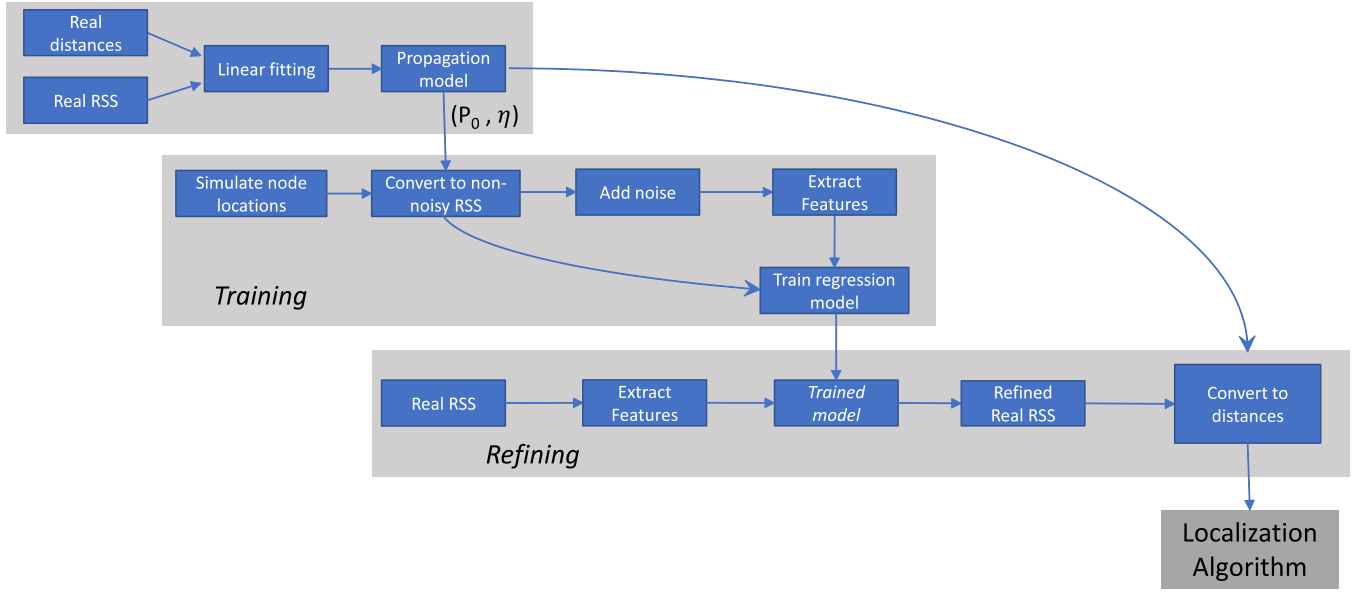 Real
distances
Real RSS
Linear fitting
Propagation
model
(P0 , η)
Simulate node
locations
Convert to non-
noisy RSS
Add noise
Extract
Features
Train regression
model
Training
Real RSS
Extract
Features
Trained
model
Refined
Real RSS
Convert to
distances
Refining
Localization
Algorithm